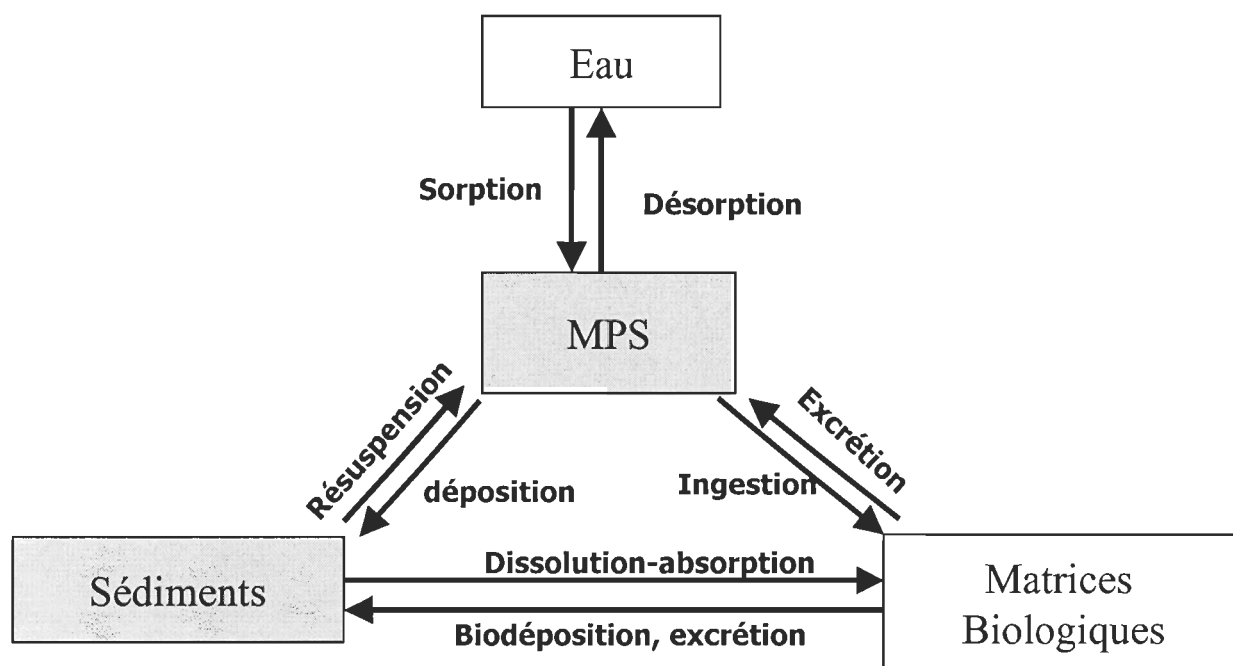 Eau
Sorption
Désorption
MPS
Résuspension
déposition
Ingestion
Excrétion
Sédiments
Dissolution-absorption
Biodéposition, excrétion
Matrices
Biologiques